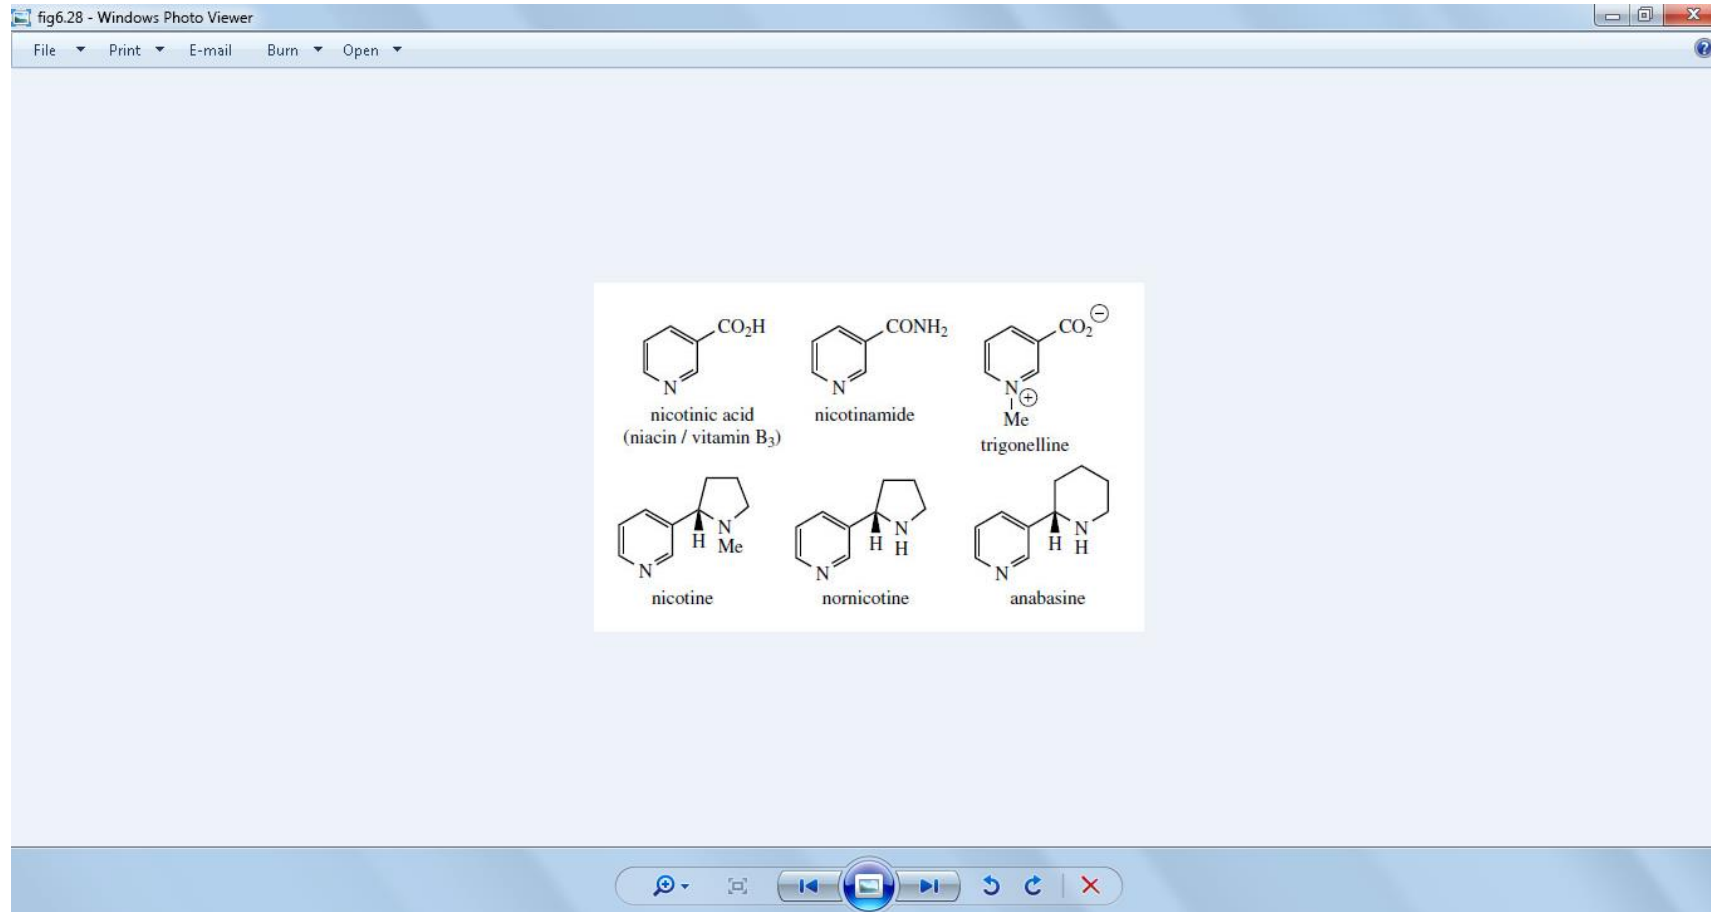 fig6.28 - Windows Photo Viewer
File Print E-mail Burn Open
CO₂H CONH₂ CO₂⊖
N N N⊕
Me
nicotinic acid nicotinamide
(niacin / vitamin B₃) trigonelline
N N N
H Me H H H H
N N N
nicotine nornicotine anabasine